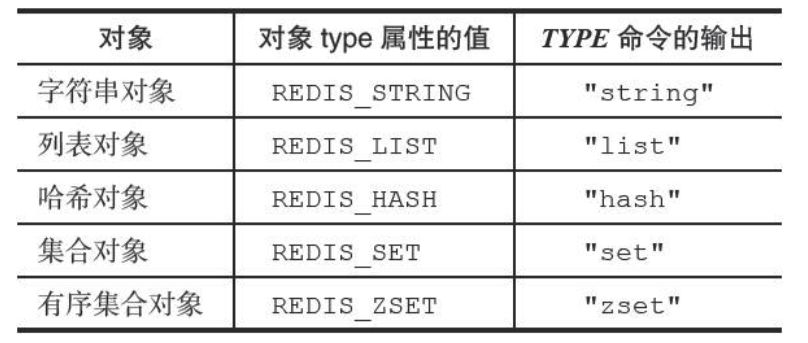 对象 对象 type 属性的值 TYPE 命令的输出
字符串对象 REDIS_STRING "string"
列表对象 REDIS_LIST "list"
哈希对象 REDIS_HASH "hash"
集合对象 REDIS_SET "set"
有序集合对象 REDIS_ZSET "zset"